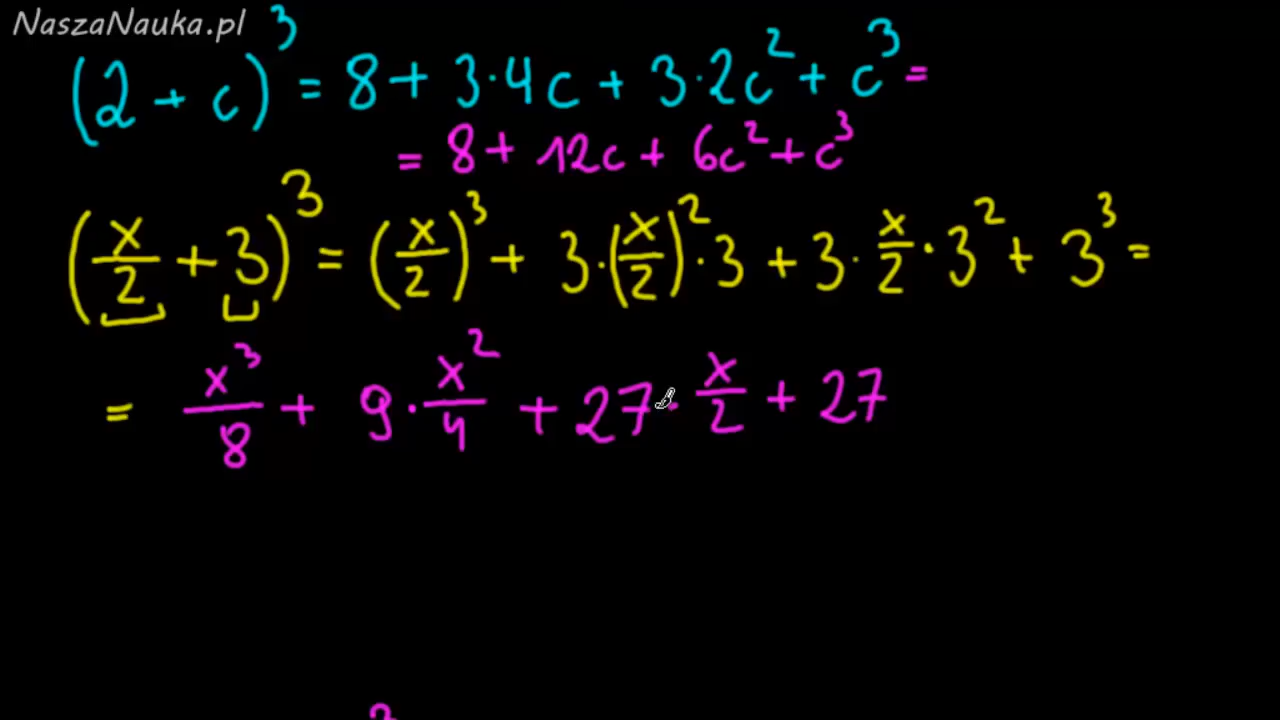 NaszaNauka.pl
(2 + c)³ = 8 + 3·4c + 3·2c² + c³ =
= 8 + 12c + 6c² + c³
(x/2 + 3)³ = (x/2)³ + 3·(x/2)²·3 + 3·x/2·3² + 3³ =
= x³/8 + 9·x²/4 + 27·x/2 + 27